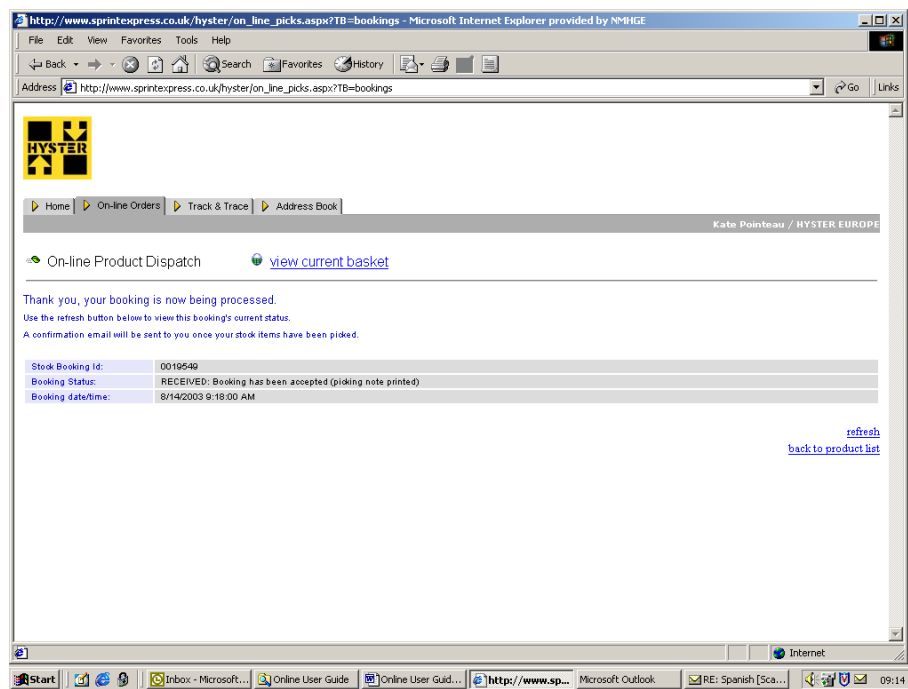 http://www.sprintexpress.co.uk/hyster/on_line_picks.aspx?TB=bookings - Microsoft Internet Explorer provided by NMHGE
File Edit View Favorites Tools Help
Back Search Favorites History
Address http://www.sprintexpress.co.uk/hyster/on_line_picks.aspx?TB=bookings Go Links
HYSTER
Home On-line Orders Track & Trace Address Book
Kate Pointeau / HYSTER EUROPE
On-line Product Dispatch view current basket
Thank you, your booking is now being processed.
Use the refresh button below to view this booking's current status.
A confirmation email will be sent to you once your stock items have been picked.
Stock Booking Id: 0019549
Booking Status: RECEIVED: Booking has been accepted (picking note printed)
Booking date/time: 8/14/2003 9:18:00 AM
refresh
back to product list
Internet
Start Inbox - Microsoft... Online User Guide Online User Guid... http://www.sp... Microsoft Outlook RE: Spanish [Sca... 09:14